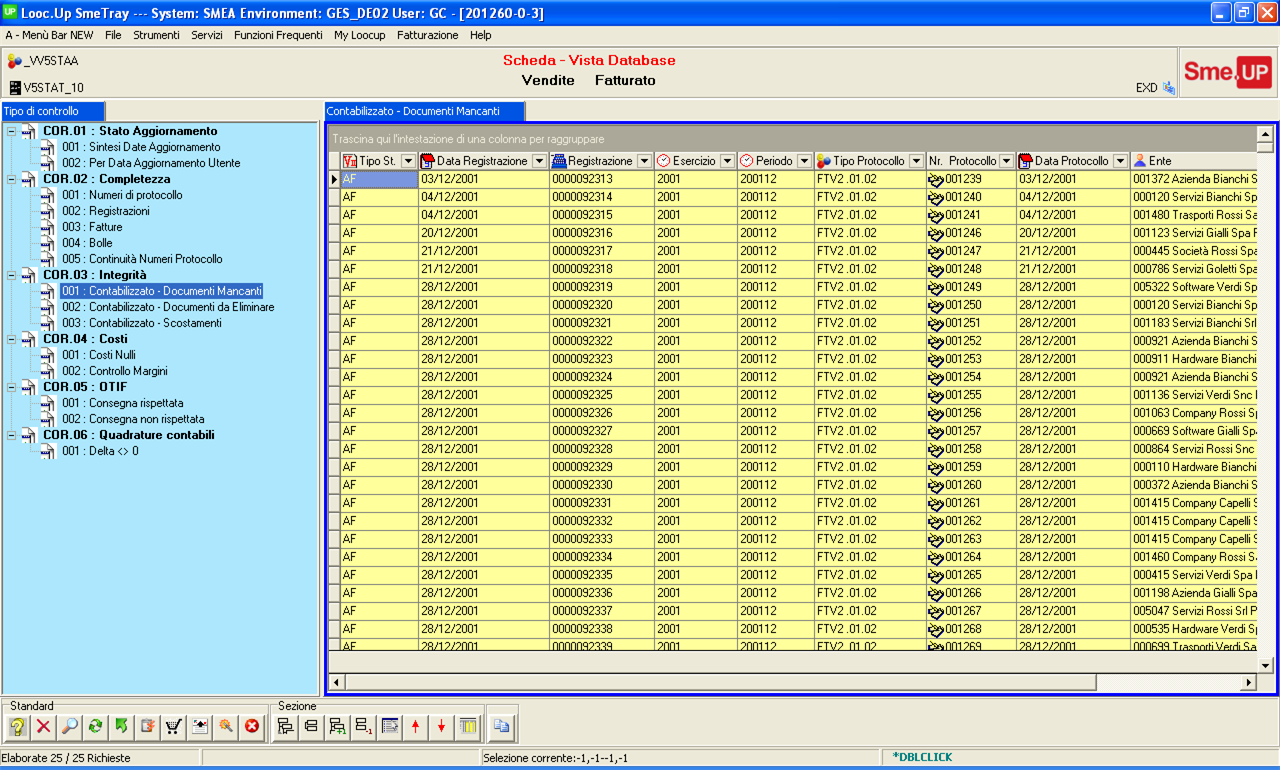 UP Looc.Up SmeTray --- System: SMEA Environment: GES_DE02 User: GC - [201260-0-3]
A - Menù Bar NEW File Strumenti Servizi Funzioni Frequenti My Loocup Fatturazione Help
_VV5STAA
V5STAT_10
Scheda - Vista Database
Vendite Fatturato
EXD
Sme.UP
Tipo di controllo
COR.01 : Stato Aggiornamento
001 : Sintesi Date Aggiornamento
002 : Per Data Aggiornamento Utente
COR.02 : Completezza
001 : Numeri di protocollo
002 : Registrazioni
003 : Fatture
004 : Bolle
005 : Continuità Numeri Protocollo
COR.03 : Integrità
001 : Contabilizzato - Documenti Mancanti
002 : Contabilizzato - Documenti da Eliminare
003 : Contabilizzato - Scostamenti
COR.04 : Costi
001 : Costi Nulli
002 : Controllo Margini
COR.05 : OTIF
001 : Consegna rispettata
002 : Consegna non rispettata
COR.06 : Quadrature contabili
001 : Delta <> 0
Contabilizzato - Documenti Mancanti
Trascina qui l'intestazione di una colonna per raggruppare
Tipo St. Data Registrazione Registrazione Esercizio Periodo Tipo Protocollo Nr. Protocollo Data Protocollo Ente
AF 03/12/2001 0000092313 2001 200112 FTV2 .01.02 001239 03/12/2001 001372 Azienda Bianchi S
AF 04/12/2001 0000092314 2001 200112 FTV2 .01.02 001240 04/12/2001 000120 Servizi Bianchi Sp
AF 04/12/2001 0000092315 2001 200112 FTV2 .01.02 001241 04/12/2001 001480 Trasporti Rossi Sa
AF 20/12/2001 0000092316 2001 200112 FTV2 .01.02 001246 20/12/2001 001123 Servizi Gialli Spa F
AF 21/12/2001 0000092317 2001 200112 FTV2 .01.02 001247 21/12/2001 000445 Società Rossi Spa
AF 21/12/2001 0000092318 2001 200112 FTV2 .01.02 001248 21/12/2001 000786 Servizi Goletti Spa
AF 28/12/2001 0000092319 2001 200112 FTV2 .01.02 001249 28/12/2001 005322 Software Verdi Sp
AF 28/12/2001 0000092320 2001 200112 FTV2 .01.02 001250 28/12/2001 000120 Servizi Bianchi Sp
AF 28/12/2001 0000092321 2001 200112 FTV2 .01.02 001251 28/12/2001 001183 Servizi Bianchi Srl
AF 28/12/2001 0000092322 2001 200112 FTV2 .01.02 001252 28/12/2001 000921 Azienda Bianchi S
AF 28/12/2001 0000092323 2001 200112 FTV2 .01.02 001253 28/12/2001 000911 Hardware Bianchi
AF 28/12/2001 0000092324 2001 200112 FTV2 .01.02 001254 28/12/2001 000921 Azienda Bianchi S
AF 28/12/2001 0000092325 2001 200112 FTV2 .01.02 001255 28/12/2001 001136 Servizi Verdi Snc
AF 28/12/2001 0000092326 2001 200112 FTV2 .01.02 001256 28/12/2001 001063 Company Rossi Sp
AF 28/12/2001 0000092327 2001 200112 FTV2 .01.02 001257 28/12/2001 000669 Software Gialli Sp
AF 28/12/2001 0000092328 2001 200112 FTV2 .01.02 001258 28/12/2001 000864 Servizi Rossi Snc
AF 28/12/2001 0000092329 2001 200112 FTV2 .01.02 001259 28/12/2001 000110 Hardware Bianchi
AF 28/12/2001 0000092330 2001 200112 FTV2 .01.02 001260 28/12/2001 000372 Azienda Bianchi S
AF 28/12/2001 0000092331 2001 200112 FTV2 .01.02 001261 28/12/2001 001415 Company Capelli S
AF 28/12/2001 0000092332 2001 200112 FTV2 .01.02 001262 28/12/2001 001415 Company Capelli S
AF 28/12/2001 0000092333 2001 200112 FTV2 .01.02 001263 28/12/2001 001415 Company Capelli S
AF 28/12/2001 0000092334 2001 200112 FTV2 .01.02 001264 28/12/2001 001460 Company Rossi S
AF 28/12/2001 0000092335 2001 200112 FTV2 .01.02 001265 28/12/2001 000415 Servizi Verdi Spa
AF 28/12/2001 0000092336 2001 200112 FTV2 .01.02 001266 28/12/2001 001198 Azienda Gialli Spa
AF 28/12/2001 0000092337 2001 200112 FTV2 .01.02 001267 28/12/2001 005047 Servizi Rossi Srl P
AF 28/12/2001 0000092338 2001 200112 FTV2 .01.02 001268 28/12/2001 000535 Hardware Verdi Sp
AF 28/12/2001 0000092339 2001 200112 FTV2 .01.02 001269 28/12/2001 000699 Trasporti Verdi Sa
Standard
Sezione
Elaborate 25 / 25 Richieste
Selezione corrente:-1,-1--1,-1
*DBLCLICK